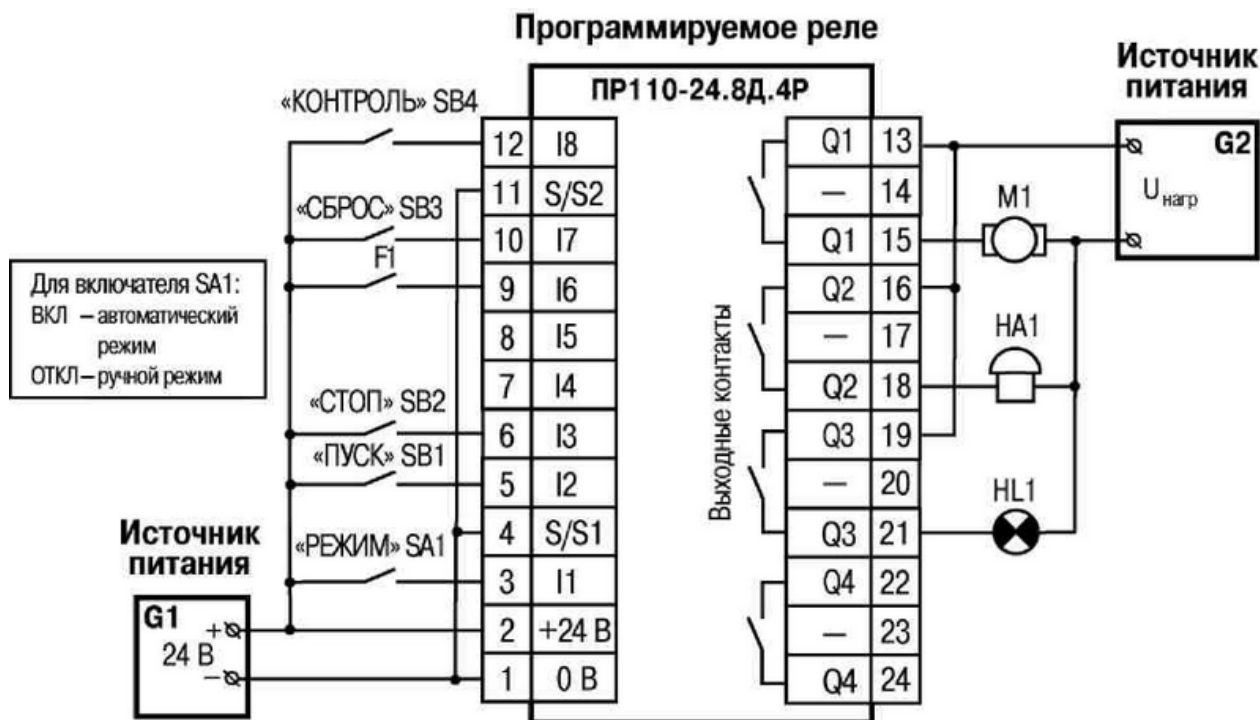 Программируемое реле
ПР110-24.8Д.4Р
Источник
питания
G2
U нагр
«КОНТРОЛЬ» SB4
«СБРОС» SB3
F1
Для включателя SA1:
ВКЛ – автоматический
режим
ОТКЛ – ручной режим
«СТОП» SB2
«ПУСК» SB1
«РЕЖИМ» SA1
Источник
питания
G1
+
24 В
–
12 I8
11 S/S2
10 I7
9 I6
8 I5
7 I4
6 I3
5 I2
4 S/S1
3 I1
2 +24 В
1 0 В
Выходные контакты
Q1 13
– 14
Q1 15
Q2 16
– 17
Q2 18
Q3 19
– 20
Q3 21
Q4 22
– 23
Q4 24
M1
HA1
HL1